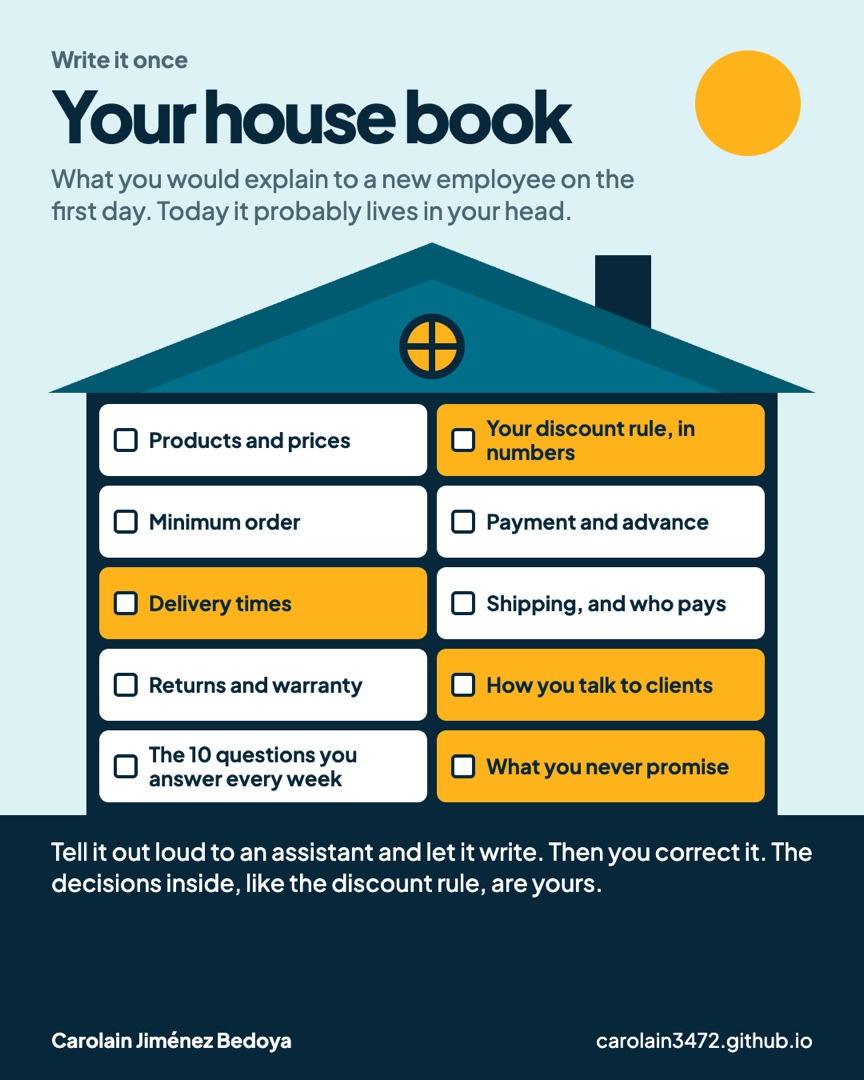 Write it once
Your house book
What you would explain to a new employee on the
first day. Today it probably lives in your head.
Products and prices
Your discount rule, in
numbers
Minimum order
Payment and advance
Delivery times
Shipping, and who pays
Returns and warranty
How you talk to clients
The 10 questions you
answer every week
What you never promise
Tell it out loud to an assistant and let it write. Then you correct it. The
decisions inside, like the discount rule, are yours.
Carolain Jiménez Bedoya
carolain3472.github.io